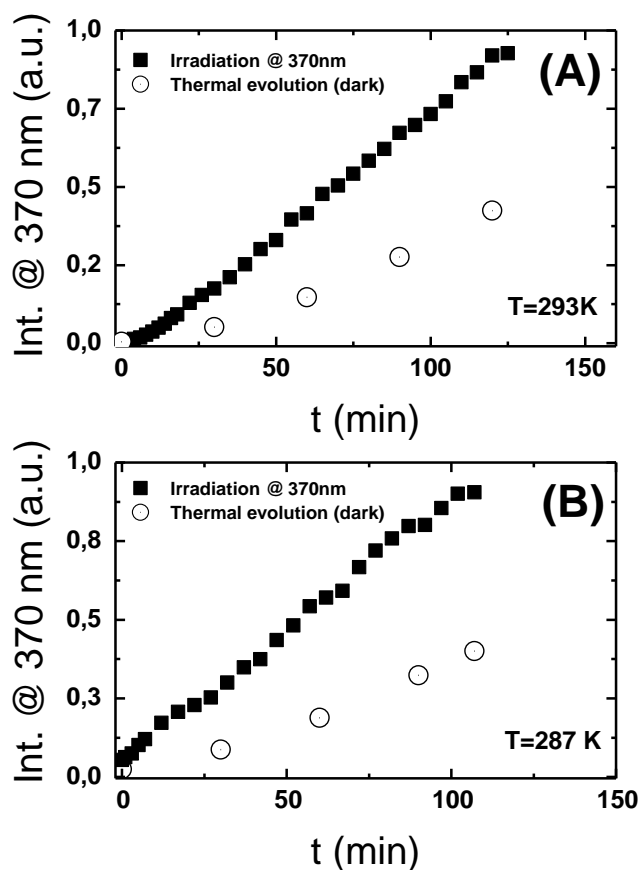 1,0
Irradiation @ 370nm
Thermal evolution (dark)
(A)
0,7
0,5
0,2
0,0
Int. @ 370 nm (a.u.)
T=293K
0
50
100
150
t (min)
1,0
Irradiation @ 370nm
Thermal evolution (dark)
(B)
0,8
0,5
0,3
0,0
Int. @ 370 nm (a.u.)
T=287 K
0
50
100
150
t (min)